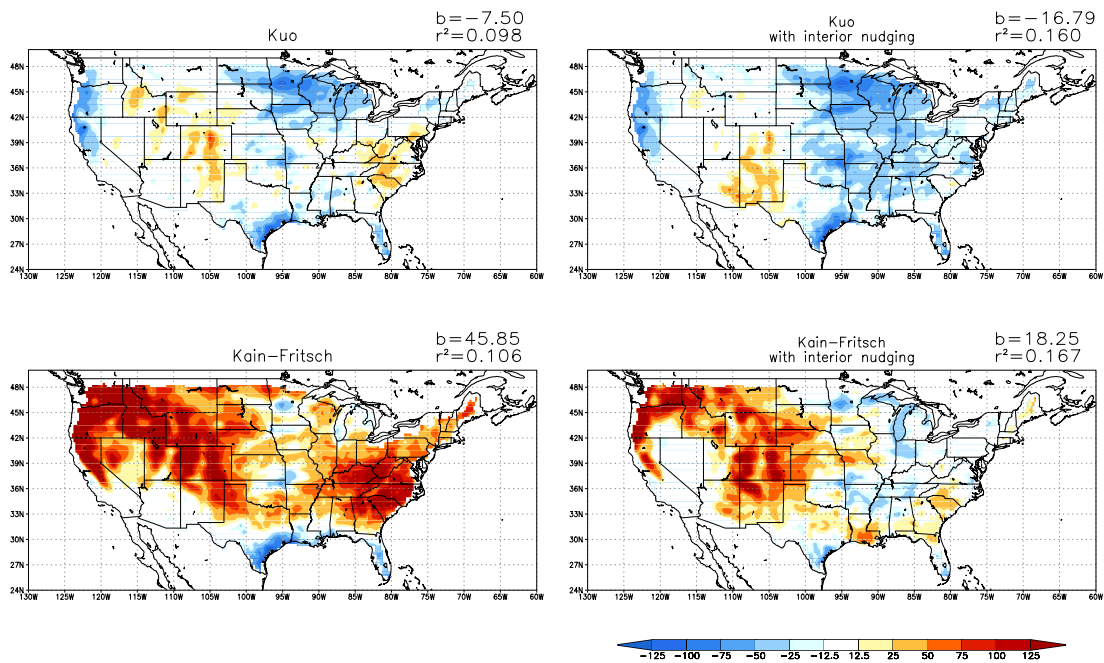 b=−7.50
Kuo
r²=0.098
48N
45N
42N
39N
36N
33N
30N
27N
24N
130W 125W 120W 115W 110W 105W 100W 95W 90W 85W 80W 75W 70W 65W 60W
b=−16.79
Kuo
with interior nudging
r²=0.160
48N
45N
42N
39N
36N
33N
30N
27N
24N
130W 125W 120W 115W 110W 105W 100W 95W 90W 85W 80W 75W 70W 65W 60W
b=45.85
Kain−Fritsch
r²=0.106
48N
45N
42N
39N
36N
33N
30N
27N
24N
130W 125W 120W 115W 110W 105W 100W 95W 90W 85W 80W 75W 70W 65W 60W
b=18.25
Kain−Fritsch
with interior nudging
r²=0.167
48N
45N
42N
39N
36N
33N
30N
27N
24N
130W 125W 120W 115W 110W 105W 100W 95W 90W 85W 80W 75W 70W 65W 60W
−125 −100 −75 −50 −25 −12.5 12.5 25 50 75 100 125